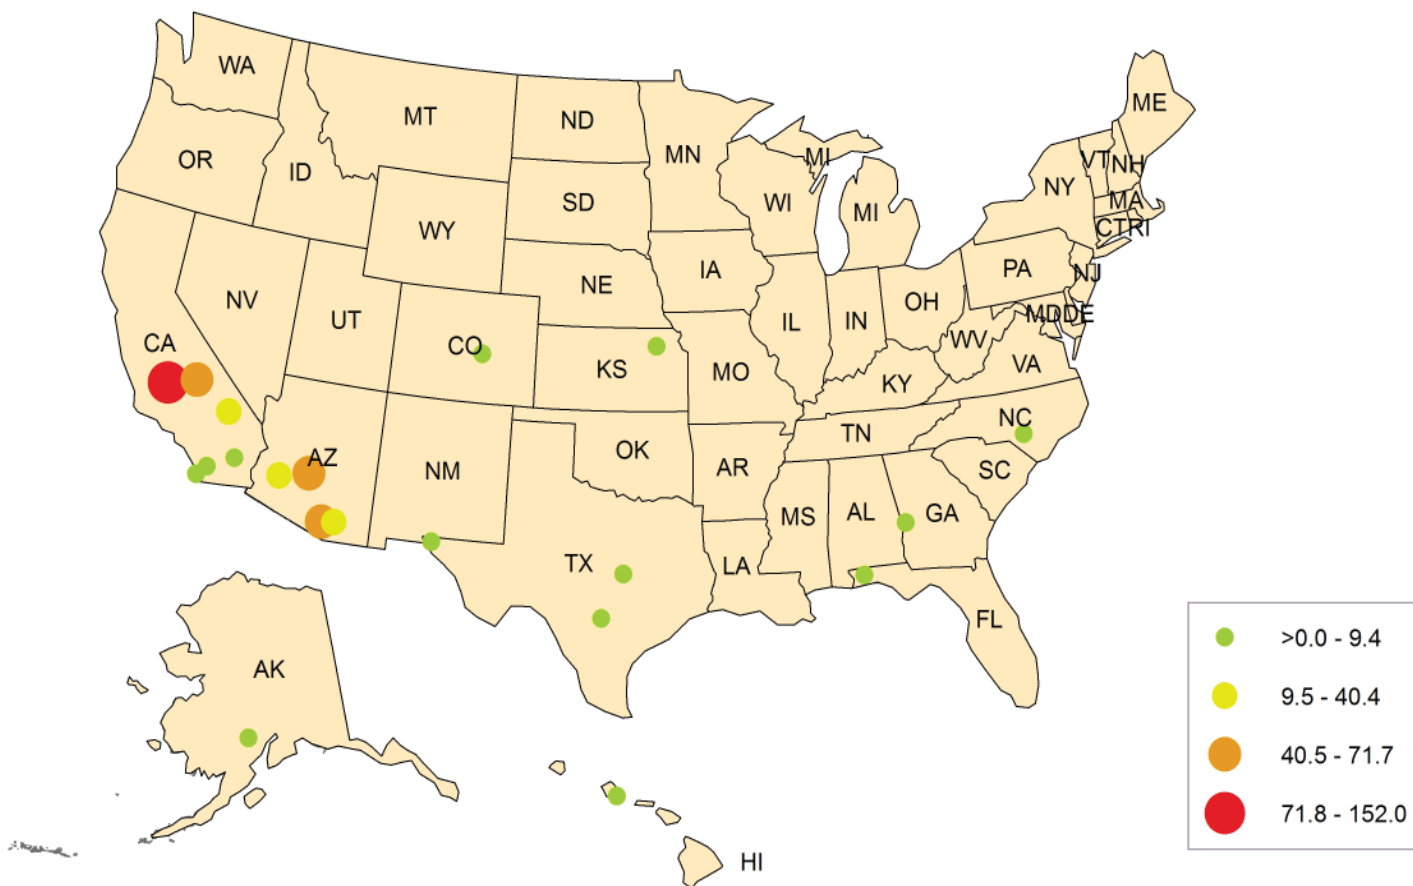 WA
MT
ND
MN
ME
OR
ID
SD
WI
MI
MI
NY
VT
NH
MA
CT
RI
WY
IA
NE
PA
NJ
NV
UT
CO
KS
MO
IL
IN
OH
WV
MD
DE
VA
KY
CA
AZ
NM
OK
AR
TN
NC
SC
MS
AL
GA
TX
LA
FL
AK
HI
>0.0 - 9.4
9.5 - 40.4
40.5 - 71.7
71.8 - 152.0